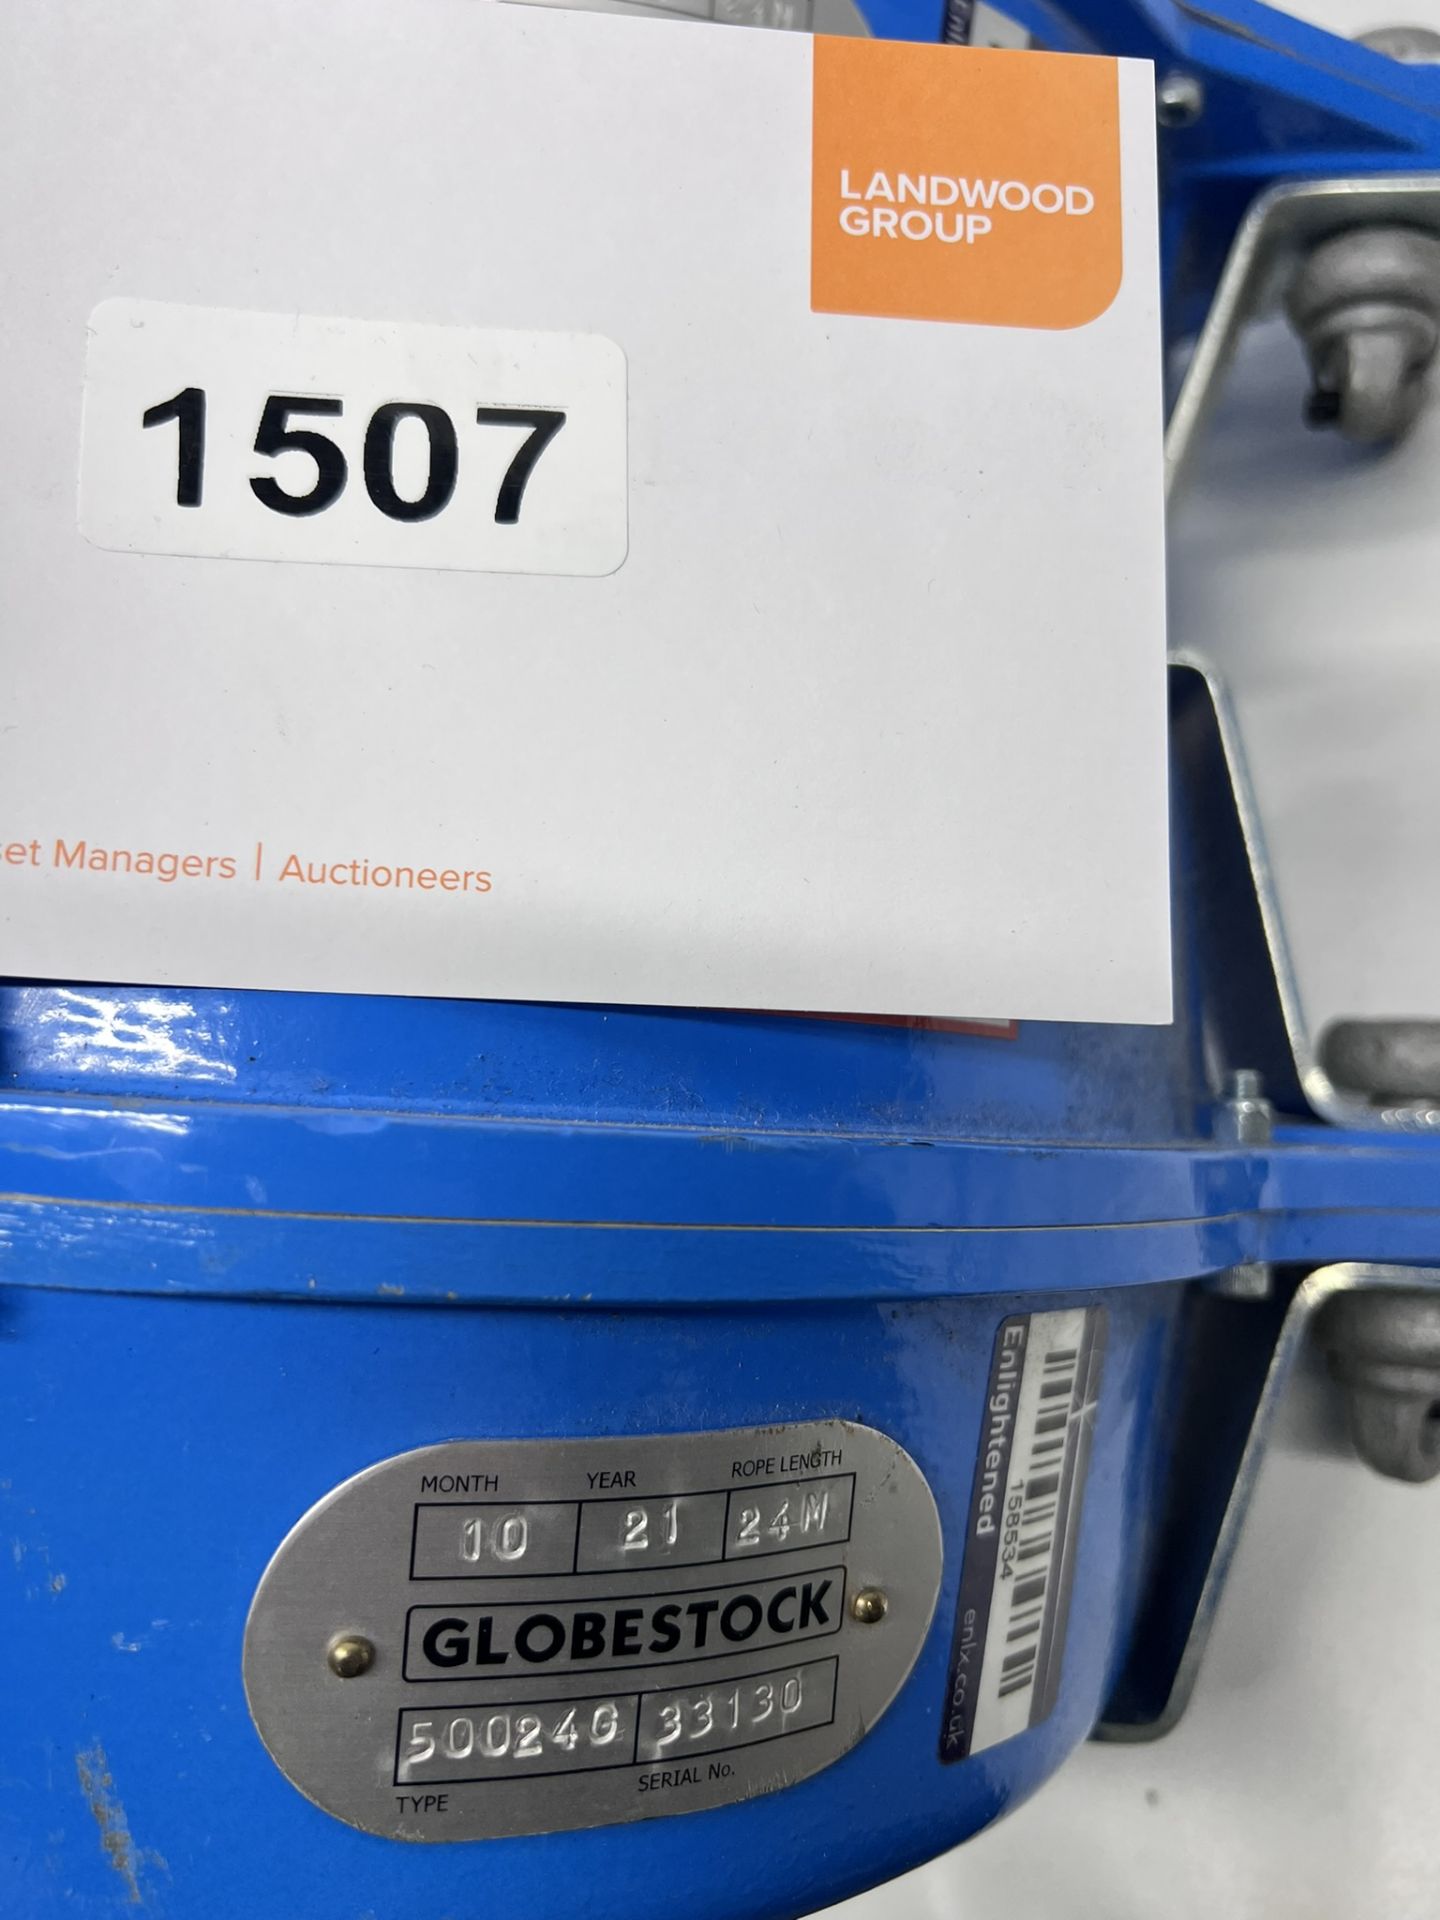 LANDWOOD
GROUP
1507
Managers | Auctioneers
MONTH YEAR ROPE LENGTH
10 21 24M
GLOBESTOCK
50024G 33130
TYPE SERIAL No.
Enlightened
158534
enlx.co.uk